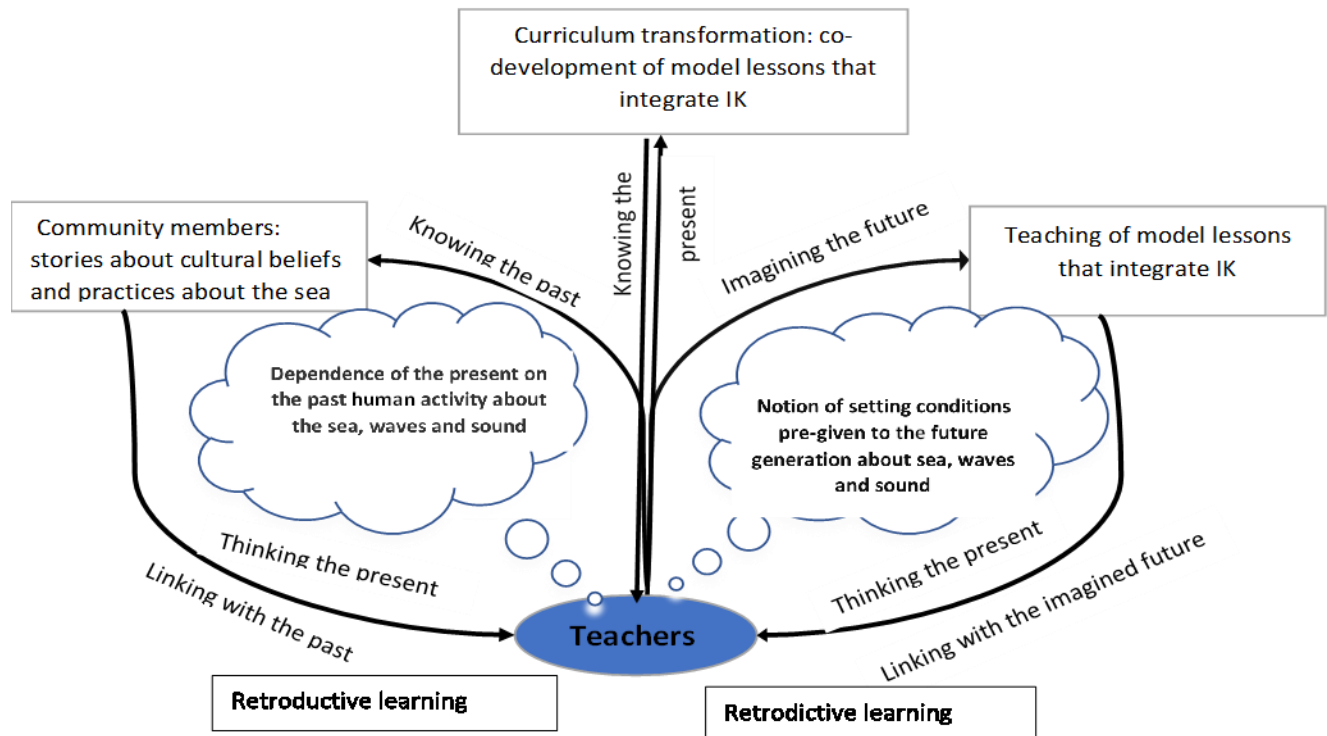 Curriculum transformation: co-
development of model lessons that
integrate IK
Community members:
stories about cultural beliefs
and practices about the sea
Knowing the past
Knowing the
present
Imagining the future
Teaching of model lessons
that integrate IK
Dependence of the present on
the past human activity about
the sea, waves and sound
Notion of setting conditions
pre-given to the future
generation about sea, waves
and sound
Thinking the present
Linking with the past
Thinking the present
Linking with the imagined future
Teachers
Retroductive learning
Retrodictive learning